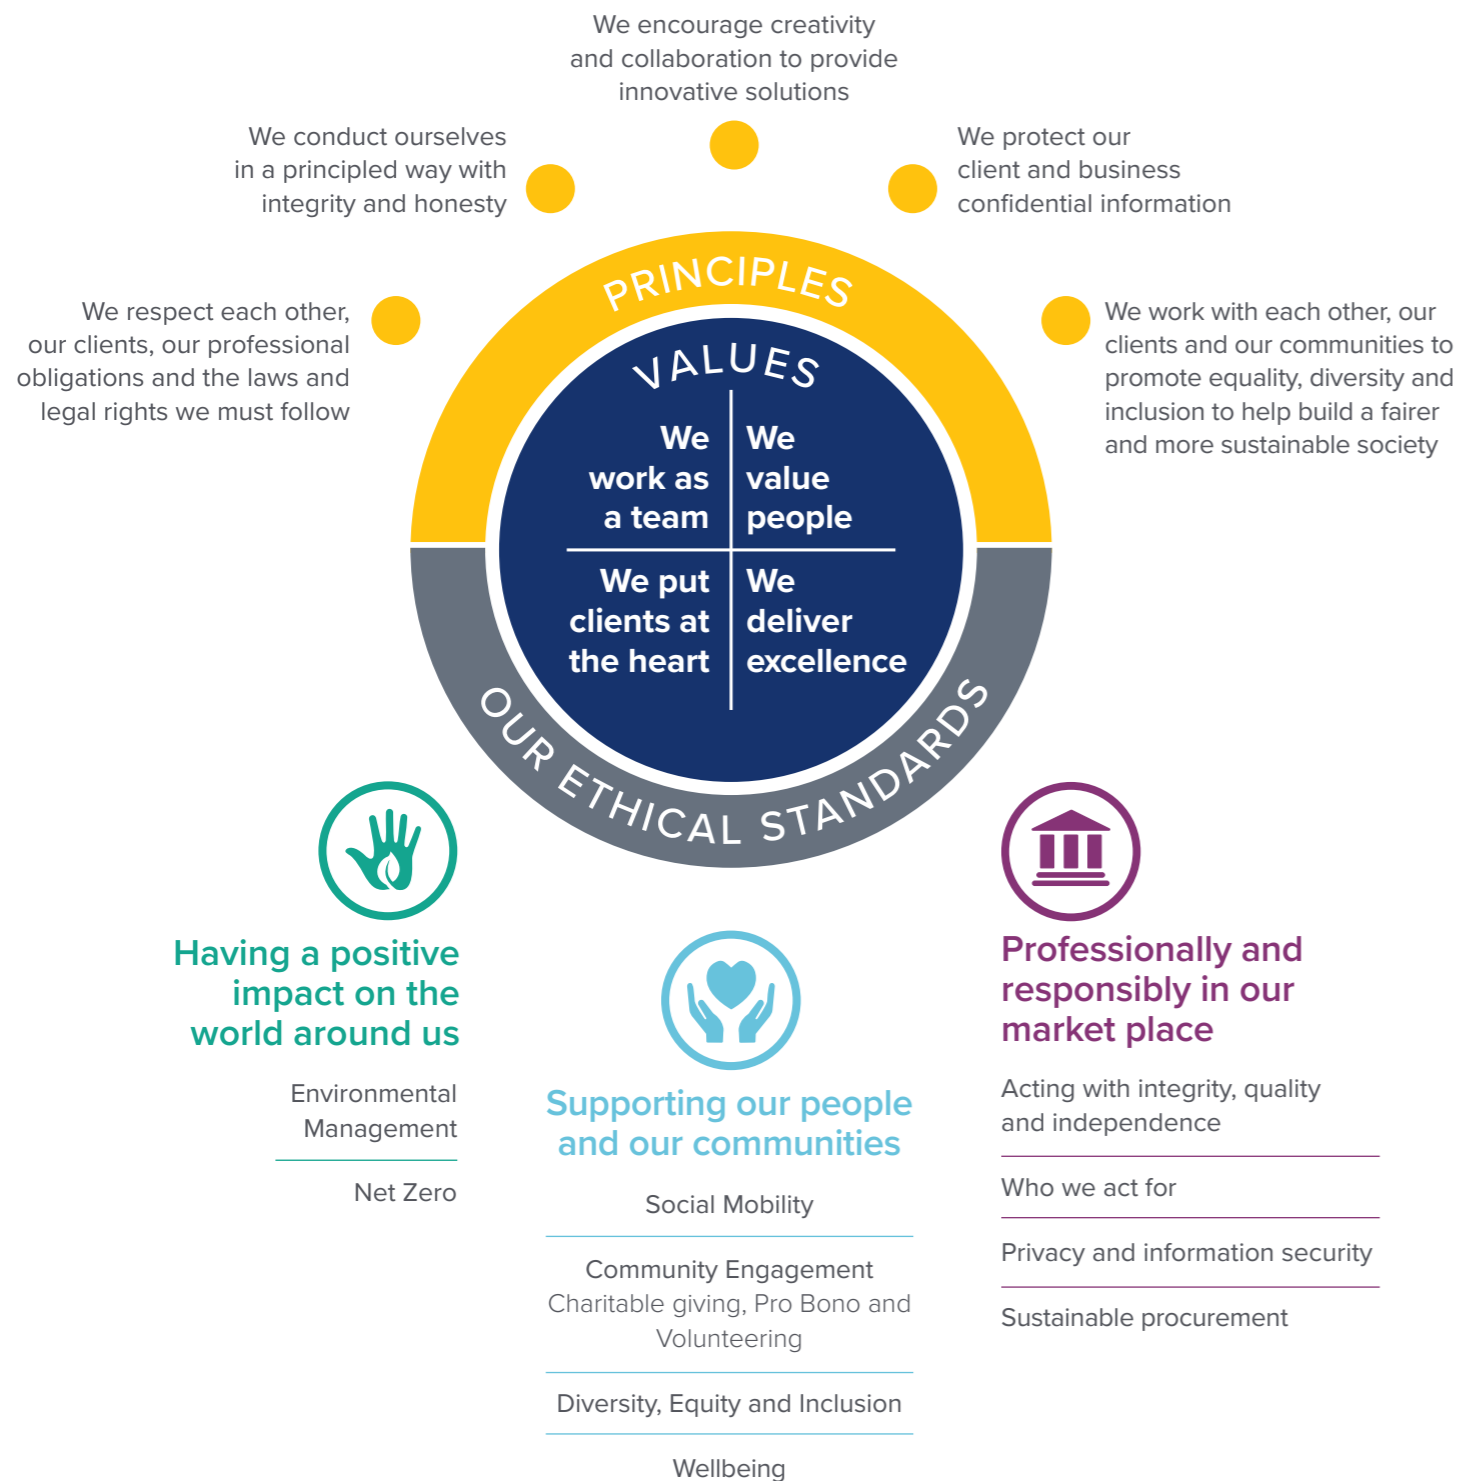 We encourage creativity
and collaboration to provide
innovative solutions
We conduct ourselves
in a principled way with
integrity and honesty
We protect our
client and business
confidential information
We respect each other,
our clients, our professional
obligations and the laws and
legal rights we must follow
We work with each other, our
clients and our communities to
promote equality, diversity and
inclusion to help build a fairer
and more sustainable society
PRINCIPLES
VALUES
We
work as
a team
We
value
people
We put
clients at
the heart
We
deliver
excellence
OUR ETHICAL STANDARDS
Having a positive
impact on the
world around us
Environmental
Management
Net Zero
Supporting our people
and our communities
Social Mobility
Community Engagement
Charitable giving, Pro Bono and
Volunteering
Diversity, Equity and Inclusion
Wellbeing
Professionally and
responsibly in our
market place
Acting with integrity, quality
and independence
Who we act for
Privacy and information security
Sustainable procurement